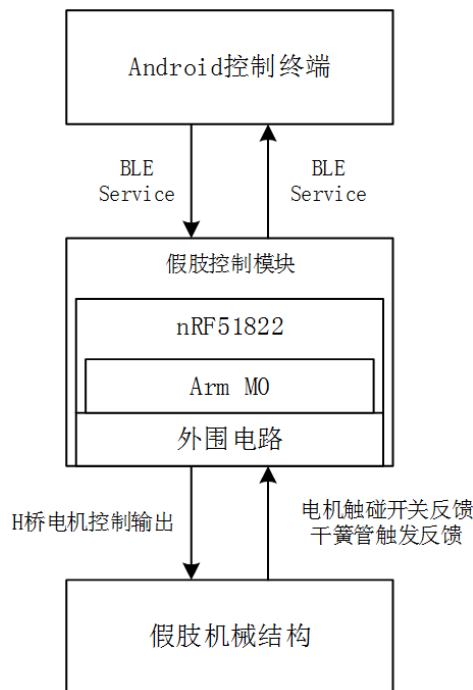 Android控制终端
BLE
Service
BLE
Service
假肢控制模块
nRF51822
Arm M0
外围电路
H桥电机控制输出
电机触碰开关反馈
干簧管触发反馈
假肢机械结构